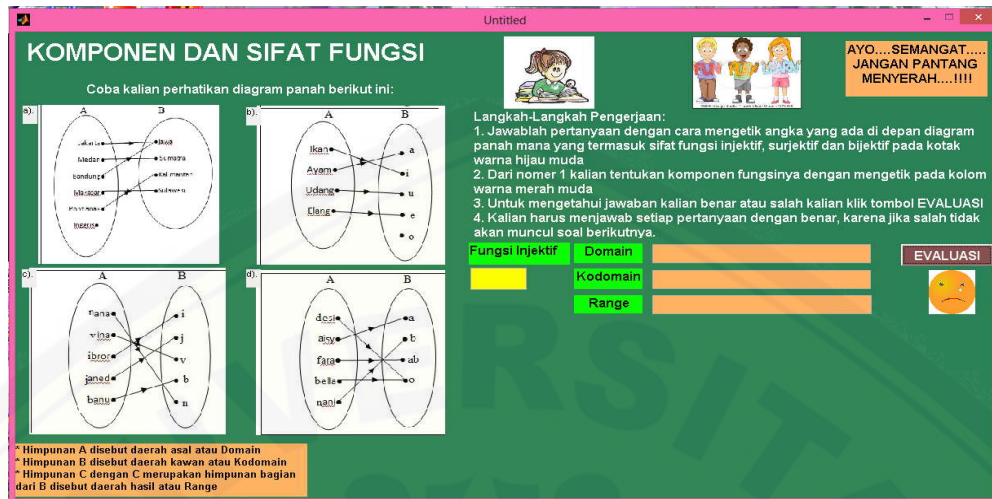 Untitled
KOMPONEN DAN SIFAT FUNGSI
Coba kalian perhatikan diagram panah berikut ini:
a).
A B
Jakarta
Medan
Bandung
Makasar
Pontianak
Inggris
Jawa
Sumatra
Kalimantan
Sulawesi
b).
A B
Ikan
Ayam
Udang
Elang
a
i
u
e
o
c).
A B
nana
vina
ibror
janed
banu
i
j
v
b
n
d).
A B
desi
aisy
fara
bella
nani
a
b
ab
o
* Himpunan A disebut daerah asal atau Domain
* Himpunan B disebut daerah kawan atau Kodomain
* Himpunan C dengan C merupakan himpunan bagian
dari B disebut daerah hasil atau Range
FUN
LEARN
AYO....SEMANGAT.....
JANGAN PANTANG
MENYERAH....!!!!
Langkah-Langkah Pengerjaan:
1. Jawablah pertanyaan dengan cara mengetik angka yang ada di depan diagram
panah mana yang termasuk sifat fungsi injektif, surjektif dan bijektif pada kotak
warna hijau muda
2. Dari nomer 1 kalian tentukan komponen fungsinya dengan mengetik pada kolom
warna merah muda
3. Untuk mengetahui jawaban kalian benar atau salah kalian klik tombol EVALUASI
4. Kalian harus menjawab setiap pertanyaan dengan benar, karena jika salah tidak
akan muncul soal berikutnya.
Fungsi Injektif
Domain
Kodomain
Range
EVALUASI